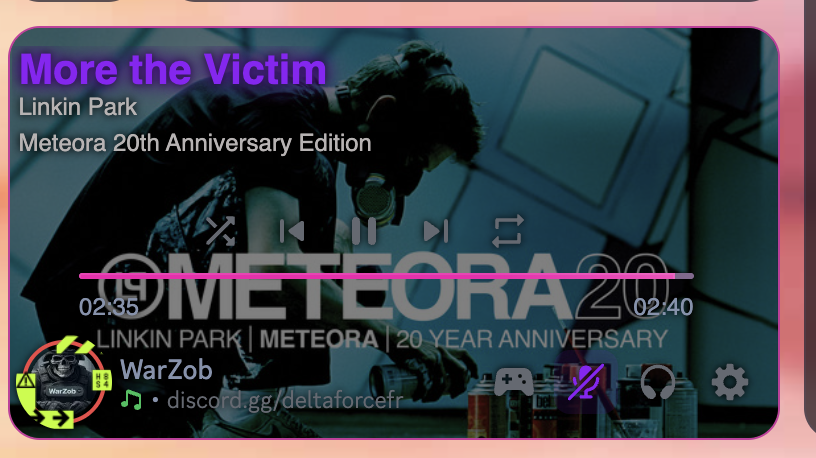 More the Victim
Linkin Park
Meteora 20th Anniversary Edition
METEORA20
02:35
02:40
LINKIN PARK | METEORA | 20 YEAR ANNIVERSARY
WarZob
WarZob
• discord.gg/deltaforcefr